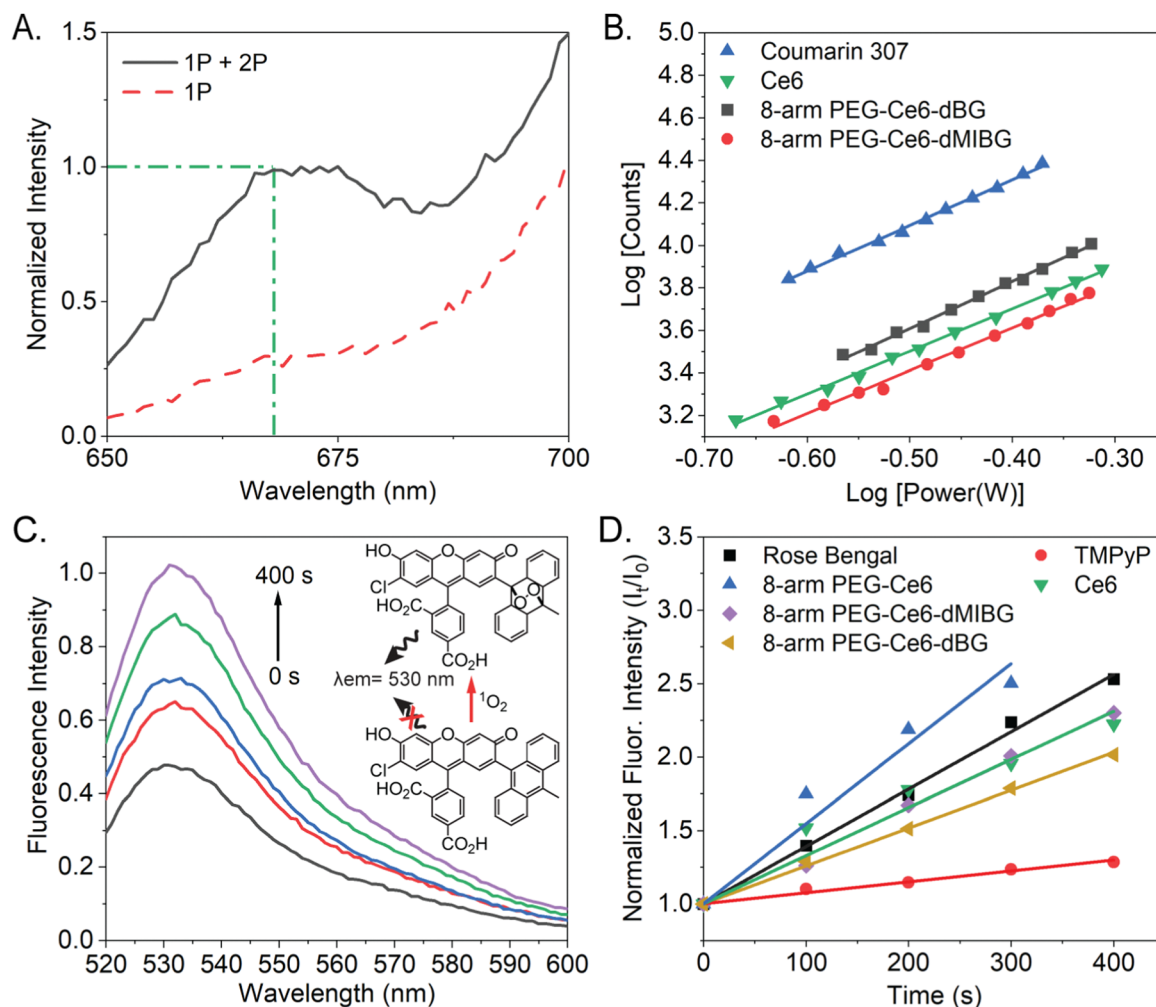 A.
1.5
1P + 2P
1P
1.0
0.5
0.0
Normalized Intensity
650
675
700
Wavelength (nm)
B.
5.0
4.8
4.6
4.4
4.2
4.0
3.8
3.6
3.4
3.2
Log [Counts]
Coumarin 307
Ce6
8-arm PEG-Ce6-dBG
8-arm PEG-Ce6-dMIBG
-0.70
-0.60
-0.50
-0.40
-0.30
Log [Power(W)]
C.
1.0
0.8
0.6
0.4
0.2
0.0
Fluorescence Intensity
400 s
0 s
HO
O
O
Cl
O
O
HO₂C
CO₂H
λem= 530 nm
¹O₂
HO
O
O
Cl
HO₂C
CO₂H
520
530
540
550
560
570
580
590
600
Wavelength (nm)
D.
3.5
3.0
2.5
2.0
1.5
1.0
Normalized Fluor. Intensity (Iₜ/I₀)
Rose Bengal
TMPyP
8-arm PEG-Ce6
Ce6
8-arm PEG-Ce6-dMIBG
8-arm PEG-Ce6-dBG
0
100
200
300
400
Time (s)